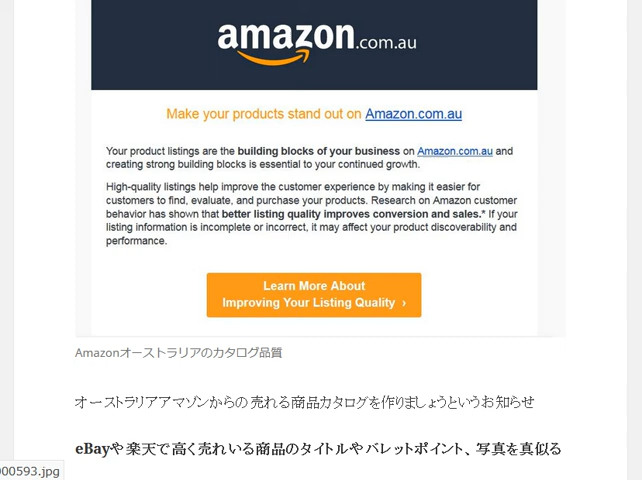 amazon.com.au
Make your products stand out on Amazon.com.au
Your product listings are the building blocks of your business on Amazon.com.au and
creating strong building blocks is essential to your continued growth.
High-quality listings help improve the customer experience by making it easier for
customers to find, evaluate, and purchase your products. Research on Amazon customer
behavior has shown that better listing quality improves conversion and sales.* If your
listing information is incomplete or incorrect, it may affect your product discoverability and
performance.
Learn More About
Improving Your Listing Quality ›
Amazonオーストラリアのカタログ品質
オーストラリアアマゾンからの売れる商品カタログを作りましょうというお知らせ
eBayや楽天で高く売れいる商品のタイトルやバレットポイント、写真を真似る
000593.jpg